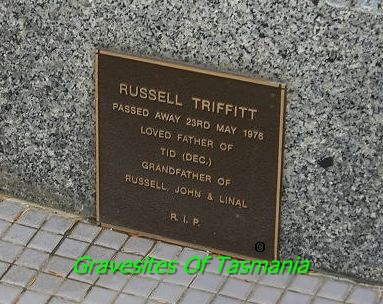 RUSSELL TRIFFITT
PASSED AWAY 23RD MAY 1976
LOVED FATHER OF
TID (DEC.)
GRANDFATHER OF
RUSSELL, JOHN & LINAL
R. I. P.
©
Gravesites Of Tasmania